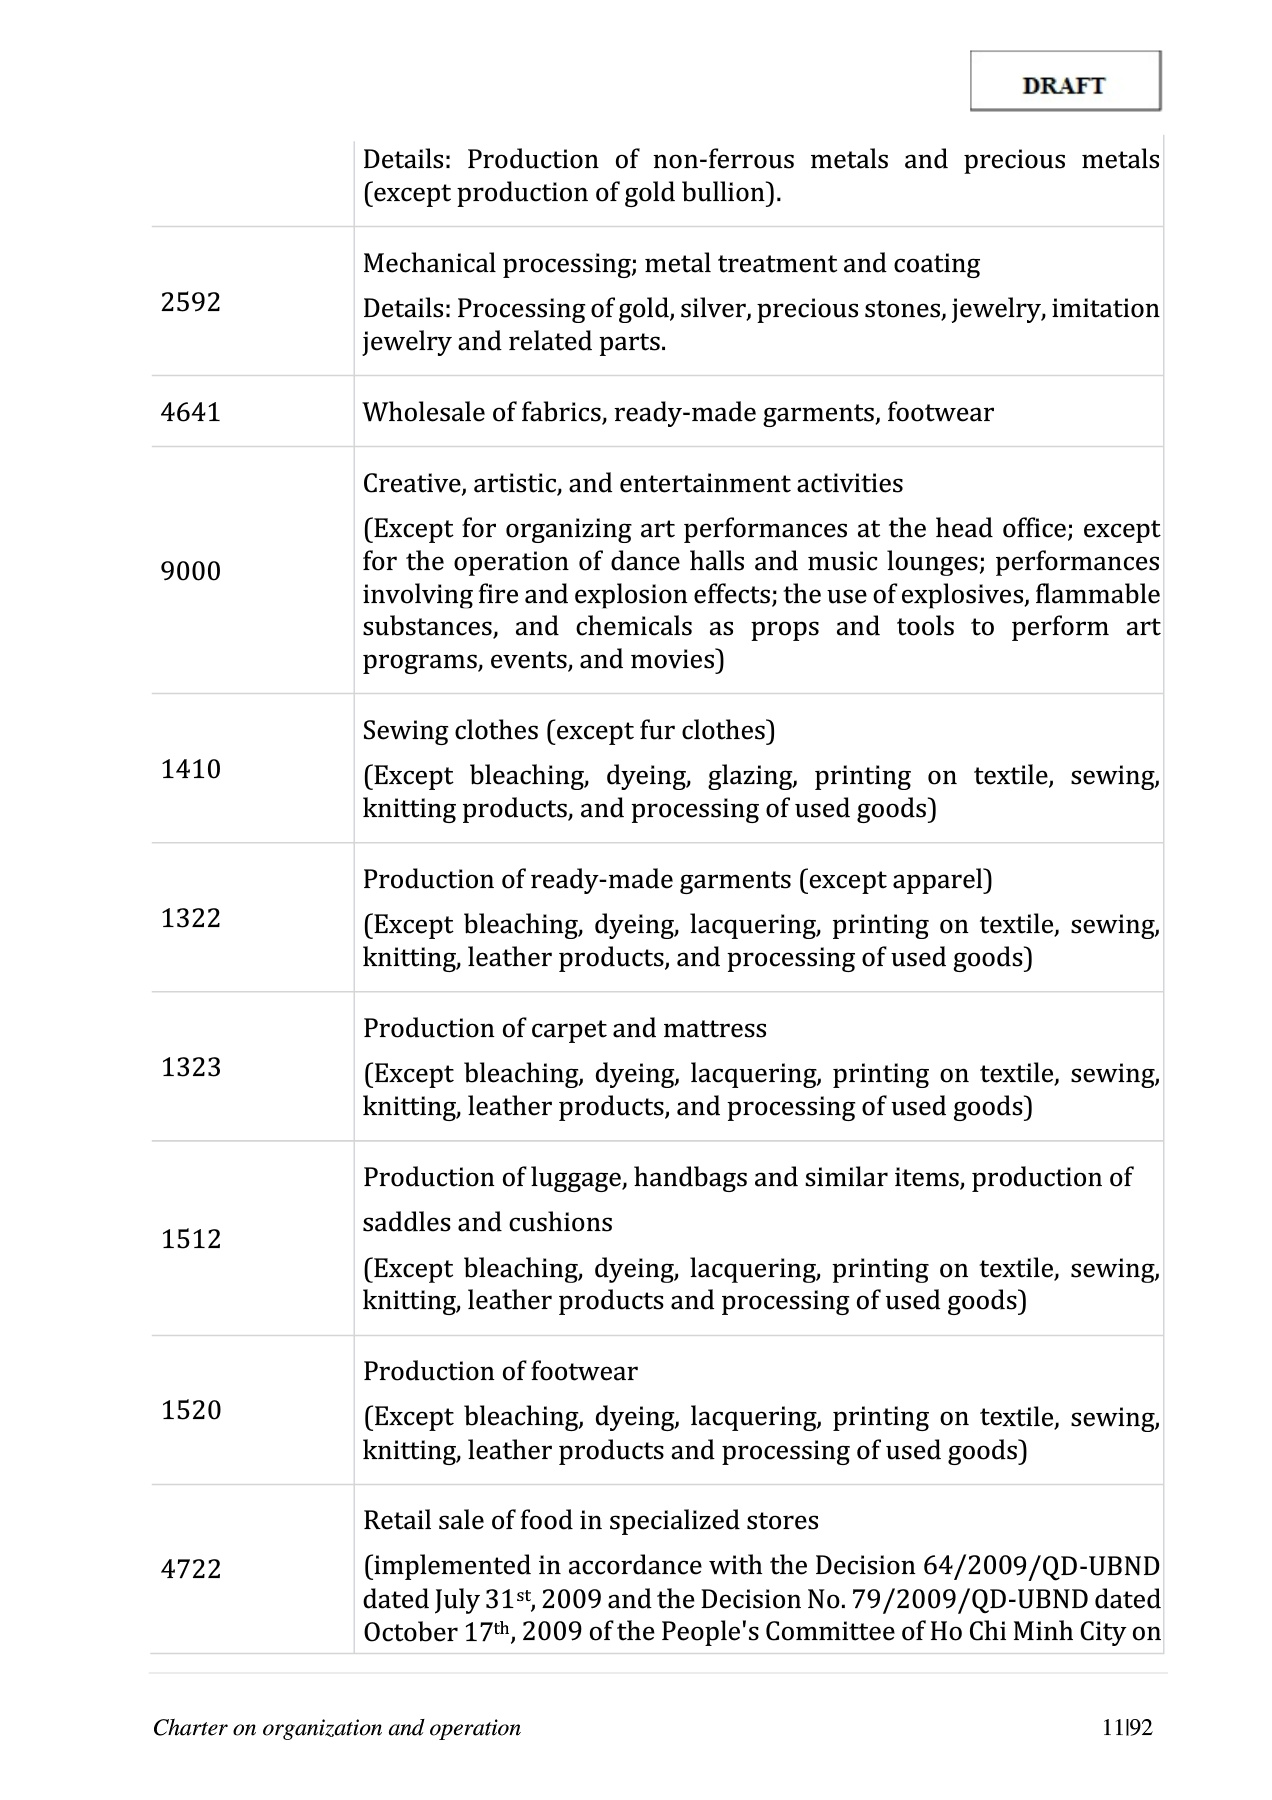 DRAFT
Details: Production of non-ferrous metals and precious metals
(except production of gold bullion).
2592
Mechanical processing; metal treatment and coating
Details: Processing of gold, silver, precious stones, jewelry, imitation
jewelry and related parts.
4641
Wholesale of fabrics, ready-made garments, footwear
9000
Creative, artistic, and entertainment activities
(Except for organizing art performances at the head office; except
for the operation of dance halls and music lounges; performances
involving fire and explosion effects; the use of explosives, flammable
substances, and chemicals as props and tools to perform art
programs, events, and movies)
1410
Sewing clothes (except fur clothes)
(Except bleaching, dyeing, glazing, printing on textile, sewing,
knitting products, and processing of used goods)
1322
Production of ready-made garments (except apparel)
(Except bleaching, dyeing, lacquering, printing on textile, sewing,
knitting, leather products, and processing of used goods)
1323
Production of carpet and mattress
(Except bleaching, dyeing, lacquering, printing on textile, sewing,
knitting, leather products, and processing of used goods)
1512
Production of luggage, handbags and similar items, production of
saddles and cushions
(Except bleaching, dyeing, lacquering, printing on textile, sewing,
knitting, leather products and processing of used goods)
1520
Production of footwear
(Except bleaching, dyeing, lacquering, printing on textile, sewing,
knitting, leather products and processing of used goods)
4722
Retail sale of food in specialized stores
(implemented in accordance with the Decision 64/2009/QD-UBND
dated July 31st, 2009 and the Decision No. 79/2009/QD-UBND dated
October 17th, 2009 of the People's Committee of Ho Chi Minh City on
Charter on organization and operation
11|92